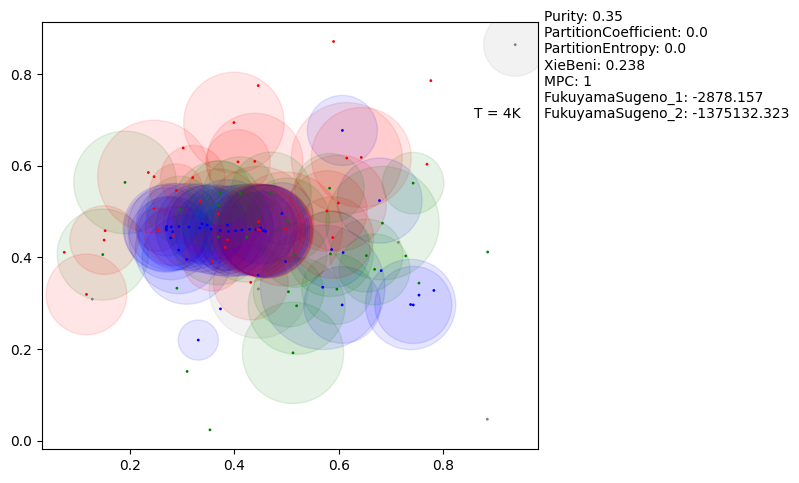 Purity: 0.35
PartitionCoefficient: 0.0
PartitionEntropy: 0.0
XieBeni: 0.238
MPC: 1
FukuyamaSugeno_1: -2878.157
FukuyamaSugeno_2: -1375132.323
T = 4K
0.8
0.6
0.4
0.2
0.0
0.2 0.4 0.6 0.8